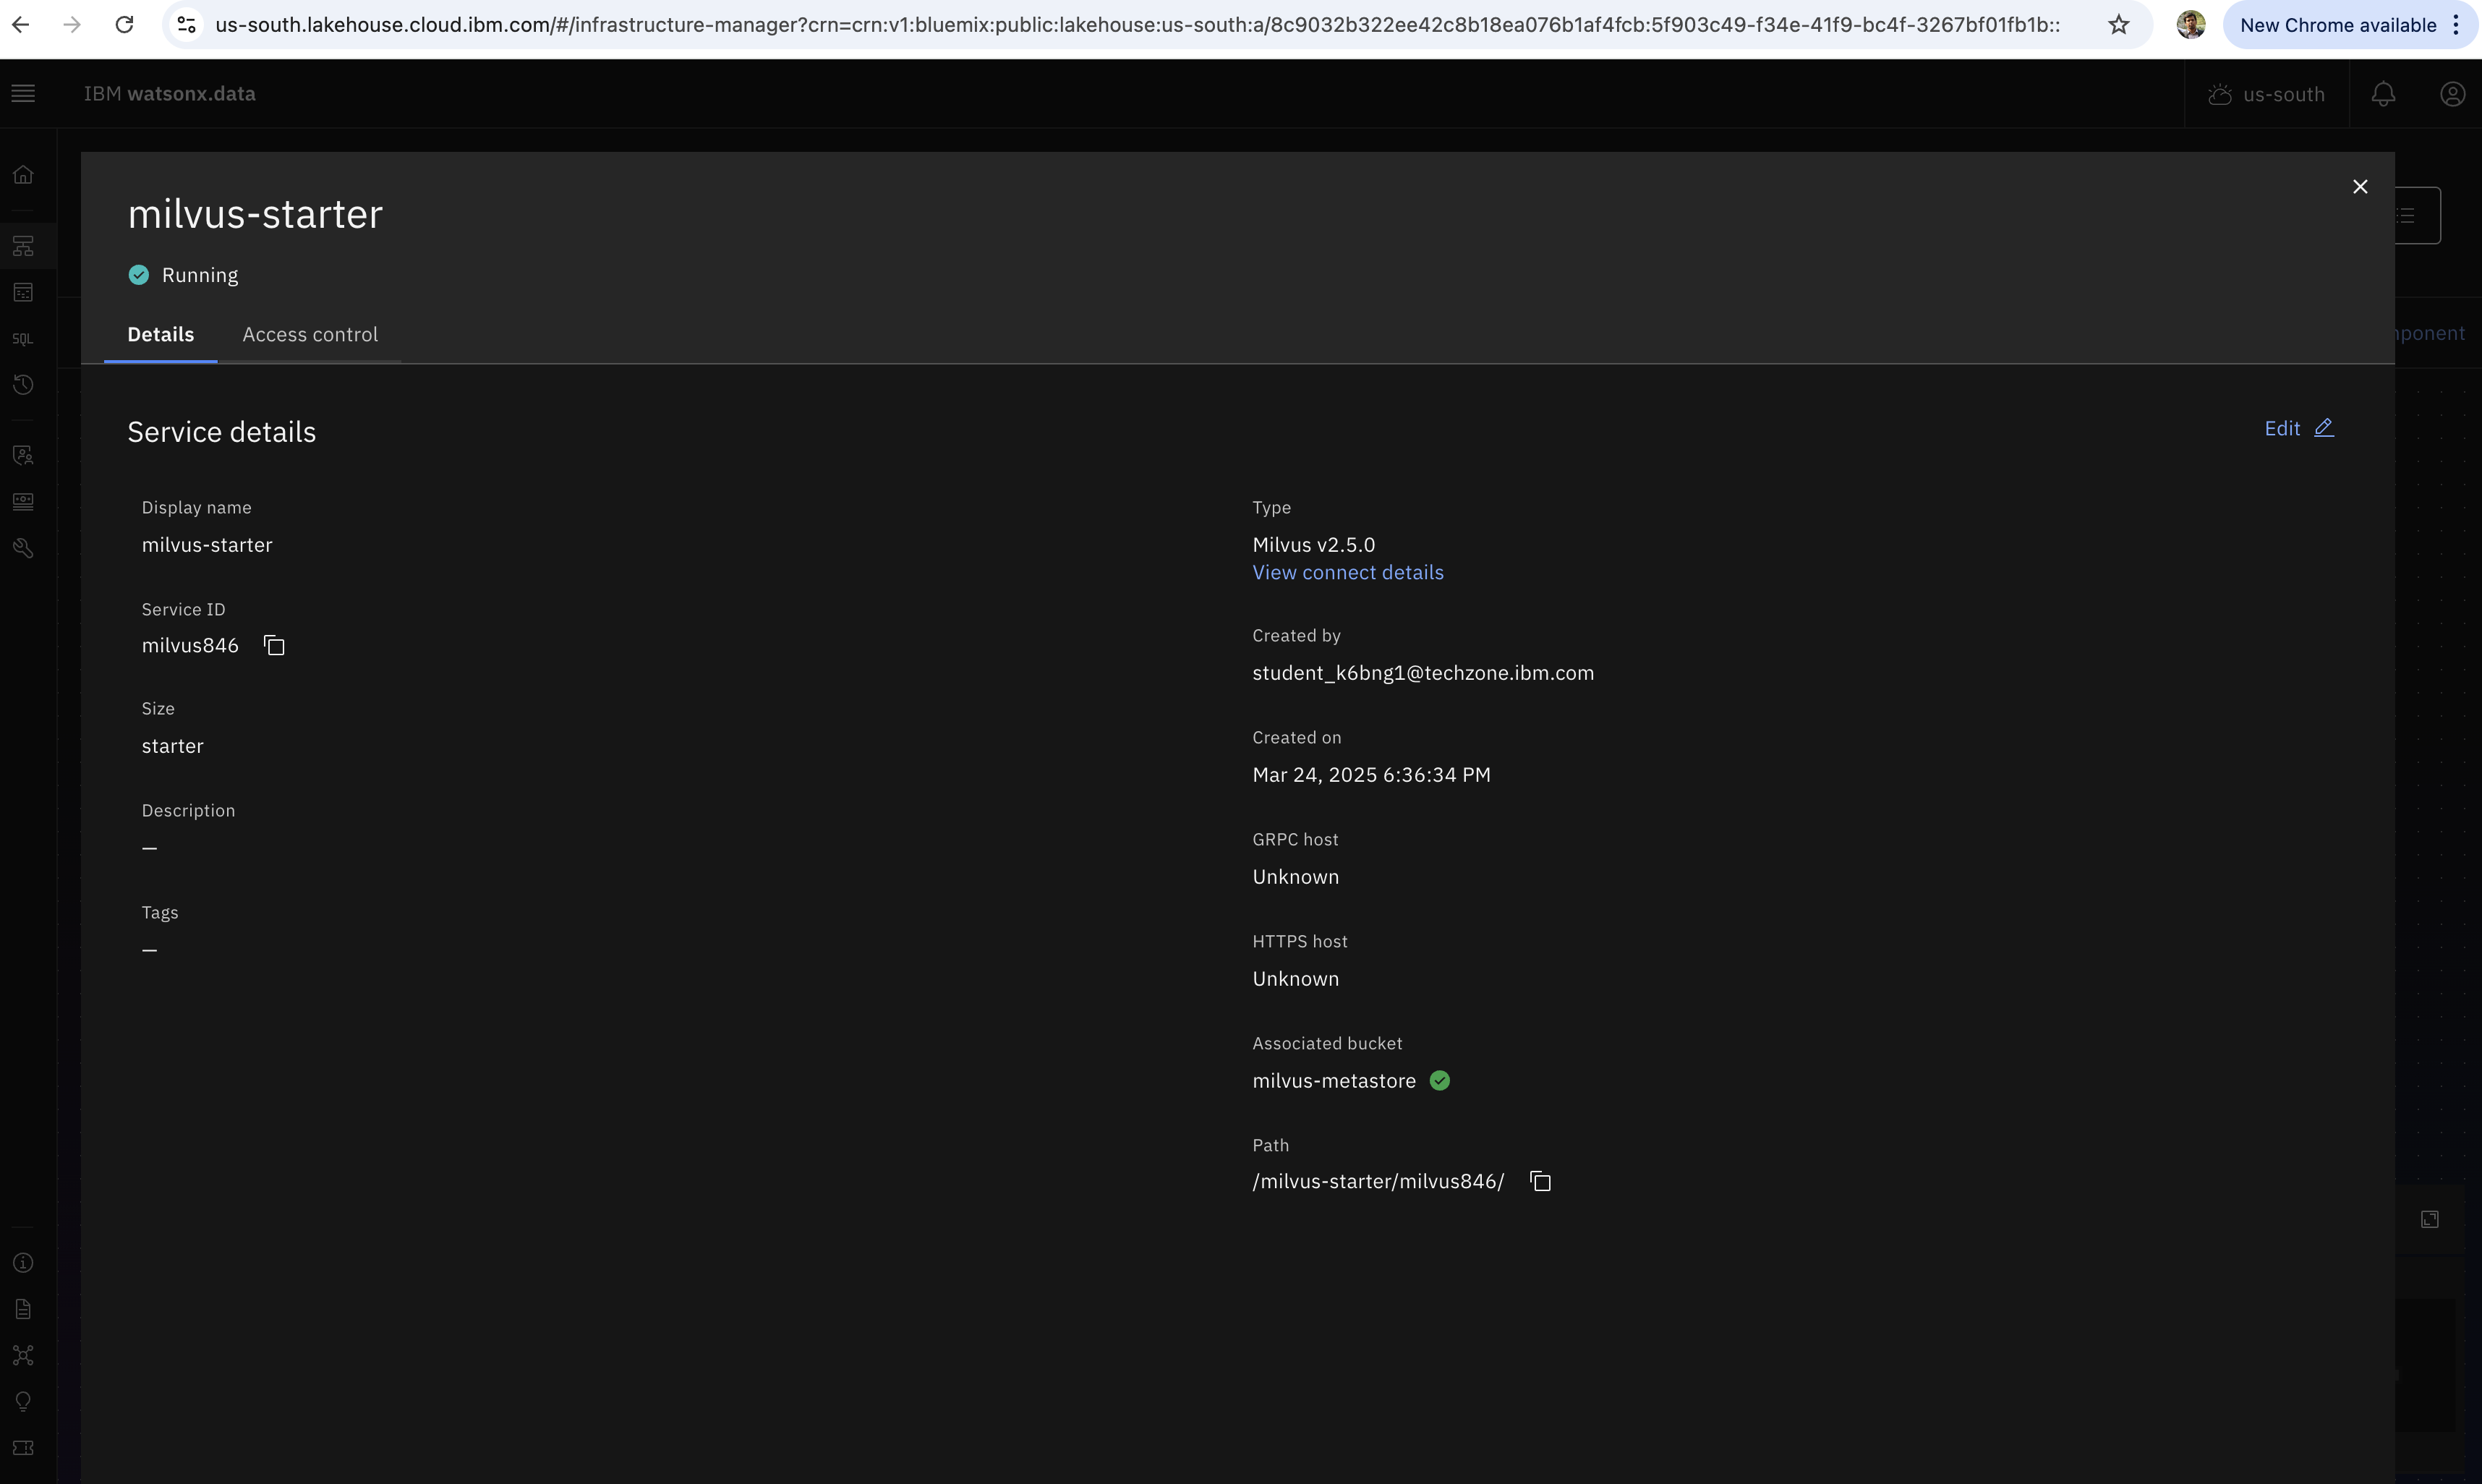 us-south.lakehouse.cloud.ibm.com/#/infrastructure-manager?crn=crn:v1:bluemix:public:lakehouse:us-south:a/8c9032b322ee42c8b18ea076b1af4fcb:5f903c49-f34e-41f9-bc4f-3267bf01fb1b::
New Chrome available
IBM watsonx.data
us-south
milvus-starter
Running
Details
Access control
Service details
Edit
Display name
milvus-starter
Service ID
milvus846
Size
starter
Description
—
Tags
—
Type
Milvus v2.5.0
View connect details
Created by
student_k6bng1@techzone.ibm.com
Created on
Mar 24, 2025 6:36:34 PM
GRPC host
Unknown
HTTPS host
Unknown
Associated bucket
milvus-metastore
Path
/milvus-starter/milvus846/
SQL